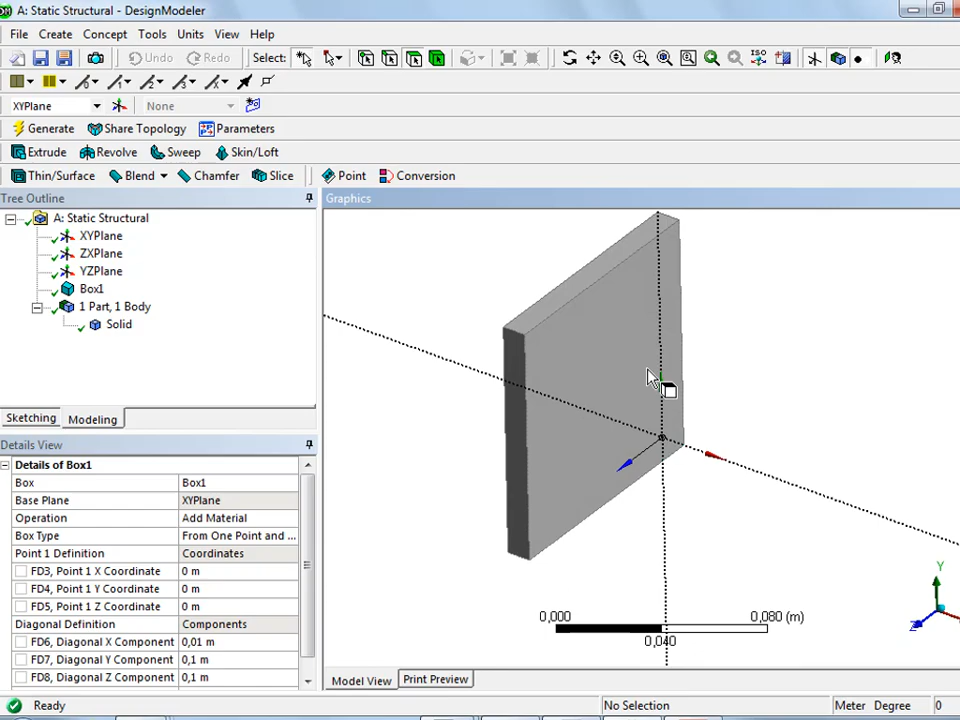 A: Static Structural - DesignModeler
File Create Concept Tools Units View Help
Undo Redo Select:
XYPlane None
Generate Share Topology Parameters
Extrude Revolve Sweep Skin/Loft
Thin/Surface Blend Chamfer Slice Point Conversion
Tree Outline
A: Static Structural
XYPlane
ZXPlane
YZPlane
Box1
1 Part, 1 Body
Solid
Sketching Modeling
Details View
Details of Box1
Box Box1
Base Plane XYPlane
Operation Add Material
Box Type From One Point and ...
Point 1 Definition Coordinates
FD3, Point 1 X Coordinate 0 m
FD4, Point 1 Y Coordinate 0 m
FD5, Point 1 Z Coordinate 0 m
Diagonal Definition Components
FD6, Diagonal X Component 0,01 m
FD7, Diagonal Y Component 0,1 m
FD8, Diagonal Z Component 0,1 m
Graphics
ISO
0,000 0,080 (m)
0,040
Y
Z
Model View Print Preview
Ready No Selection Meter Degree 0